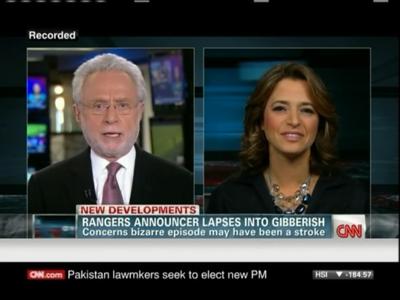 Recorded
NEW DEVELOPMENTS
RANGERS ANNOUNCER LAPSES INTO GIBBERISH
Concerns bizarre episode may have been a stroke
CNN
CNN.com Pakistan lawmkers seek to elect new PM HSI ▼ -184:57